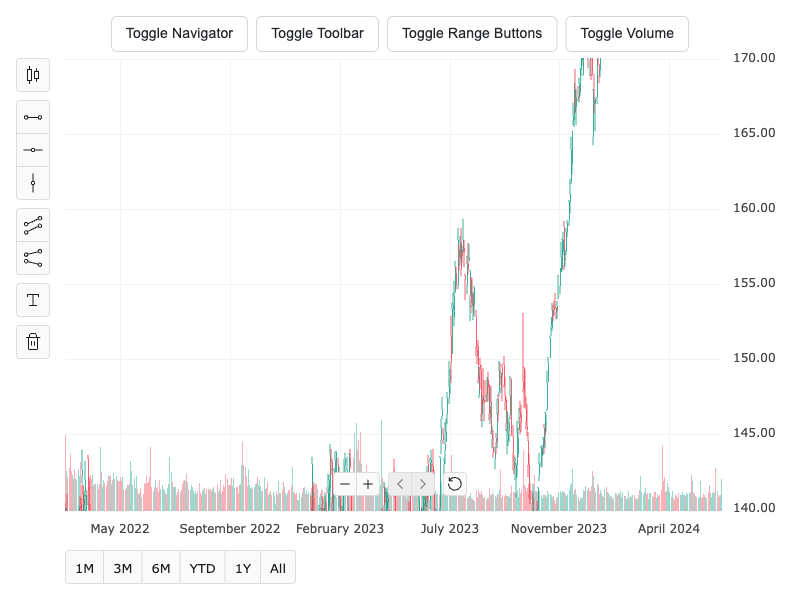 Toggle Navigator Toggle Toolbar Toggle Range Buttons Toggle Volume
170.00
165.00
160.00
155.00
150.00
145.00
140.00
T
May 2022 September 2022 February 2023 July 2023 November 2023 April 2024
1M 3M 6M YTD 1Y All